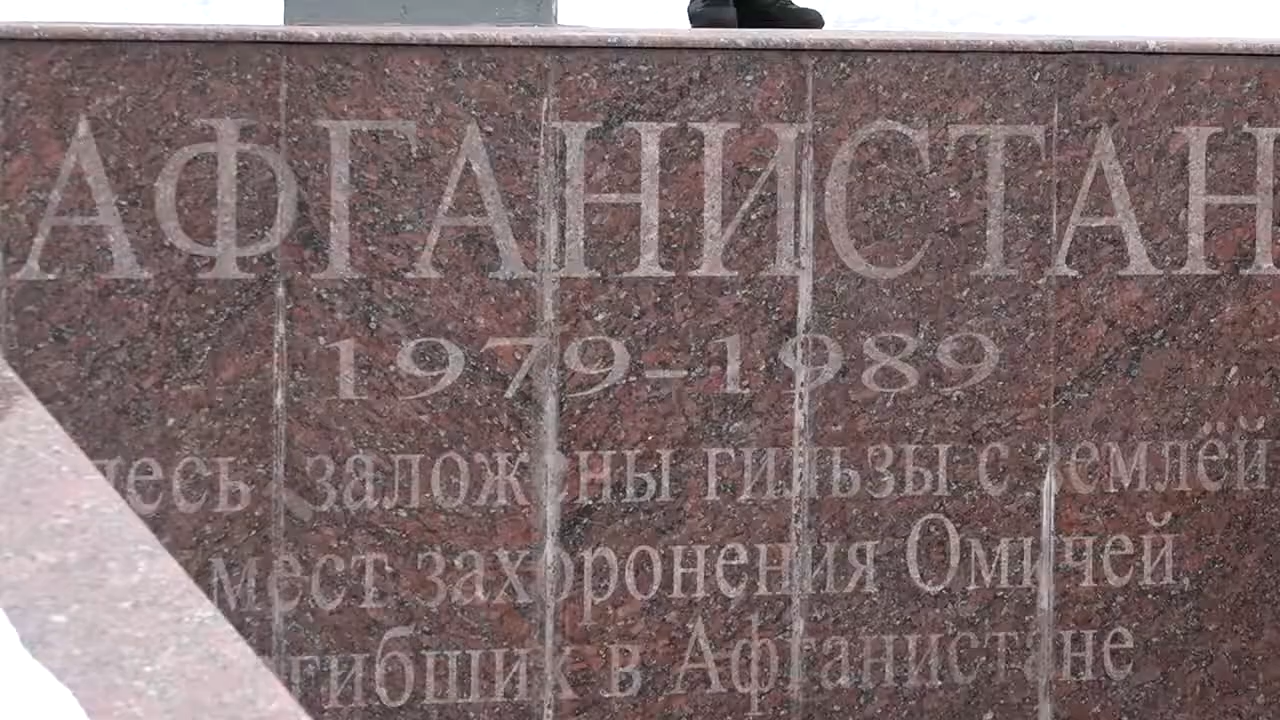 АФГАНИСТАН
1979-1989
десь заложены гильзы с землёй
мест захоронения Омичей,
гибших в Афганистане